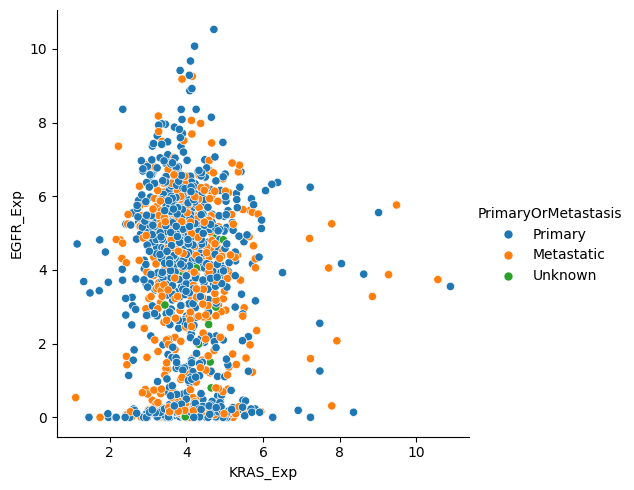 10
8
6
4
2
0
EGFR_Exp
2
4
6
8
10
KRAS_Exp
PrimaryOrMetastasis
Primary
Metastatic
Unknown